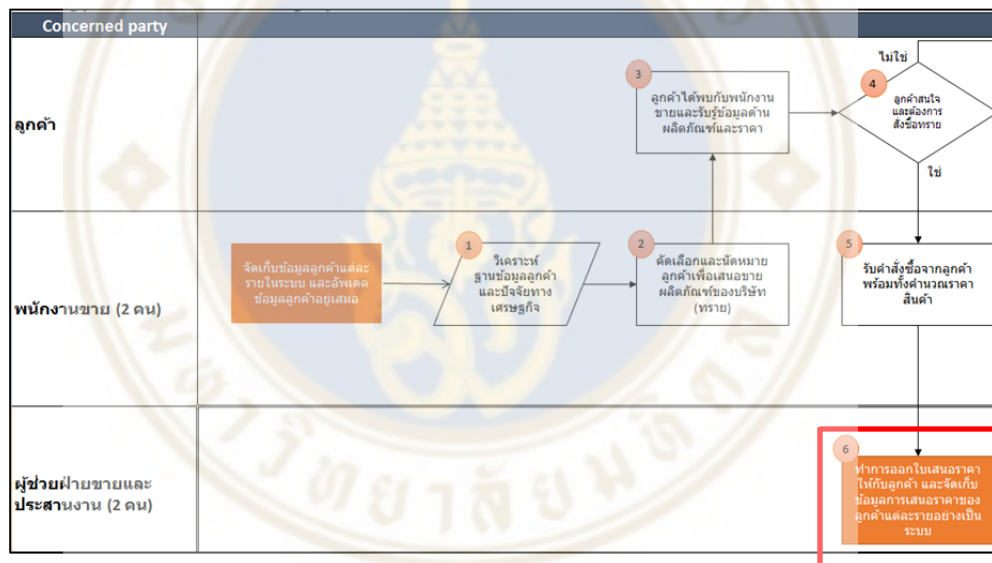 Concerned party
ลูกค้า
3
ลูกค้าได้พบกับพนักงาน
ขายและรับรู้ข้อมูลด้าน
ผลิตภัณฑ์และราคา
ไม่ใช่
4
ลูกค้าสนใจ
และต้องการ
สั่งซื้อทราย
ใช่
พนักงานขาย (2 คน)
จัดเก็บข้อมูลลูกค้าแต่ละ
รายในระบบ และอัพเดต
ข้อมูลลูกค้าอยู่เสมอ
1
วิเคราะห์
ฐานข้อมูลลูกค้า
และปัจจัยทาง
เศรษฐกิจ
2
คัดเลือกและนัดหมาย
ลูกค้าเพื่อเสนอขาย
ผลิตภัณฑ์ของบริษัท
(ทราย)
5
รับคำสั่งซื้อจากลูกค้า
พร้อมทั้งคำนวณราคา
สินค้า
ผู้ช่วยฝ่ายขายและ
ประสานงาน (2 คน)
6
ทำการออกใบเสนอราคา
ให้กับลูกค้า และจัดเก็บ
ข้อมูลการเสนอราคาของ
ลูกค้าแต่ละรายอย่างเป็น
ระบบ
มหาวิทยาลัยมหิดล